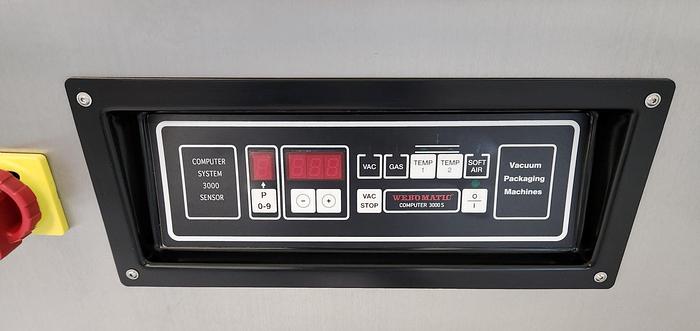 COMPUTER
SYSTEM
3000
SENSOR
P
0-9
−
+
VAC
GAS
TEMP
1
TEMP
2
SOFT
AIR
VAC
STOP
WEBOMATIC
COMPUTER 3000 S
O
I
Vacuum
Packaging
Machines